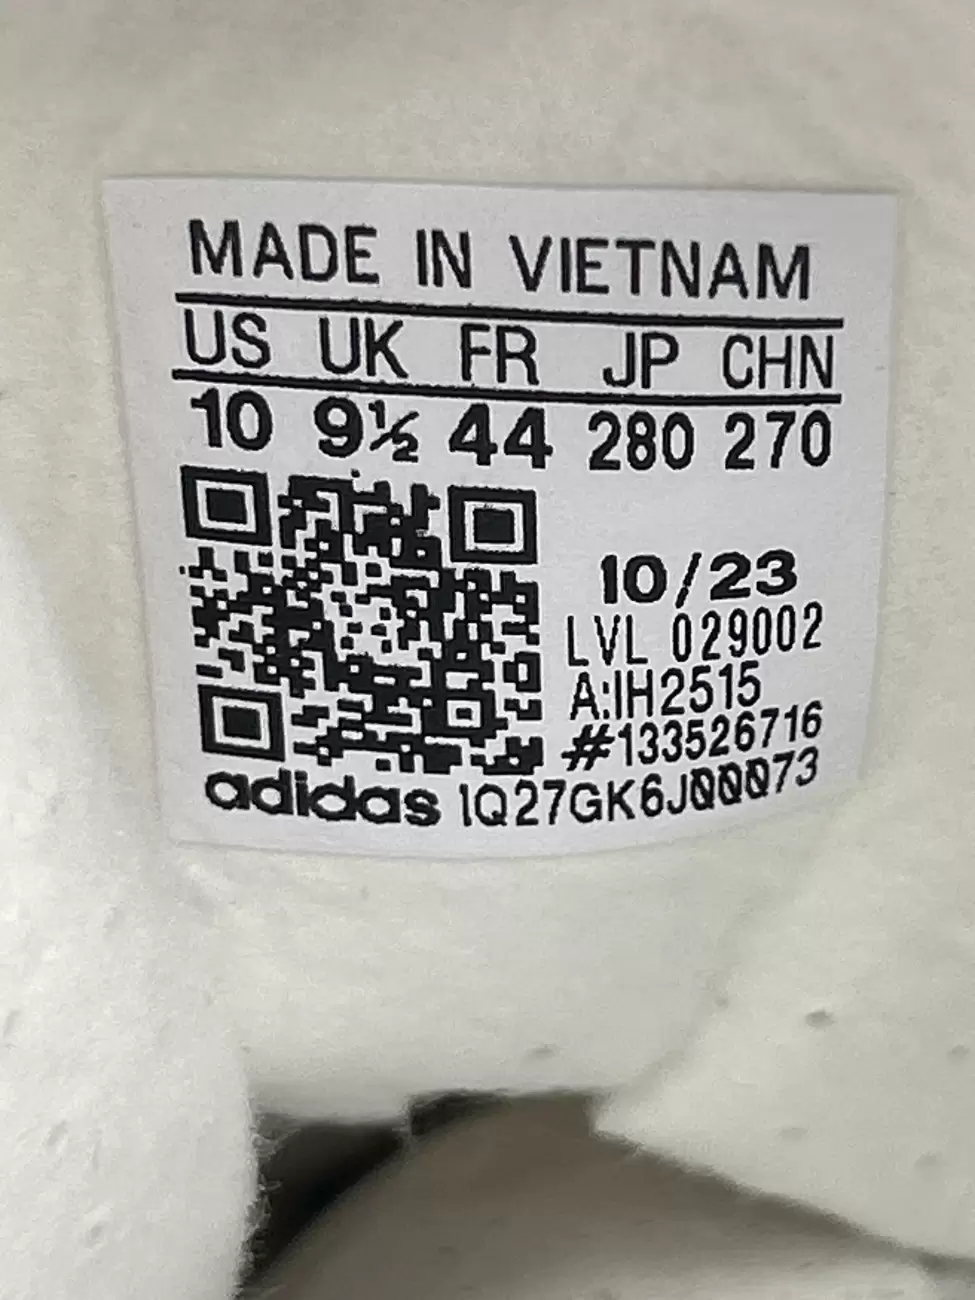 MADE IN VIETNAM
US UK FR JP CHN
10 9½ 44 280 270
10/23
LVL 029002
A:IH2515
#133526716
adidas 1Q27GK6J00073